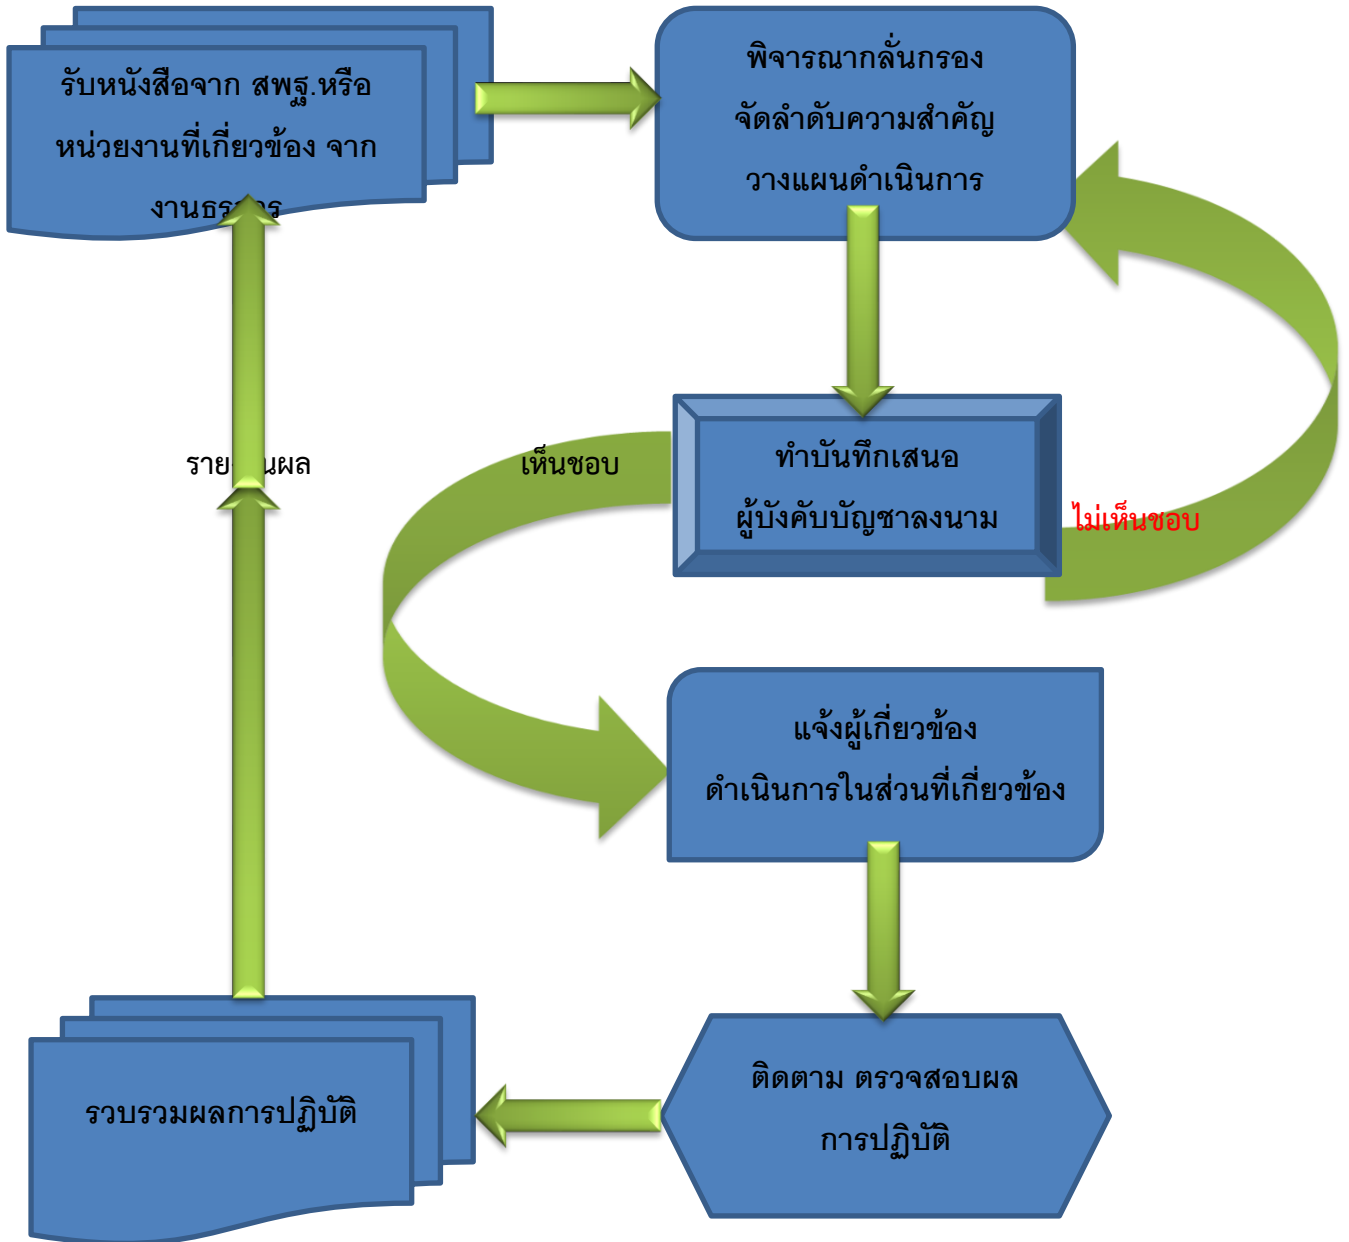 รับหนังสือจาก สพฐ.หรือ
หน่วยงานที่เกี่ยวข้อง จาก
พิจารณากลั่นกรอง
จัดลำดับความสำคัญ
วางแผนดำเนินการ
เห็นชอบ
ทำบันทึกเสนอ
ผู้บังคับบัญชาลงนาม
ไม่เห็นชอบ
แจ้งผู้เกี่ยวข้อง
ดำเนินการในส่วนที่เกี่ยวข้อง
ติดตาม ตรวจสอบผล
การปฏิบัติ
รวบรวมผลการปฏิบัติ